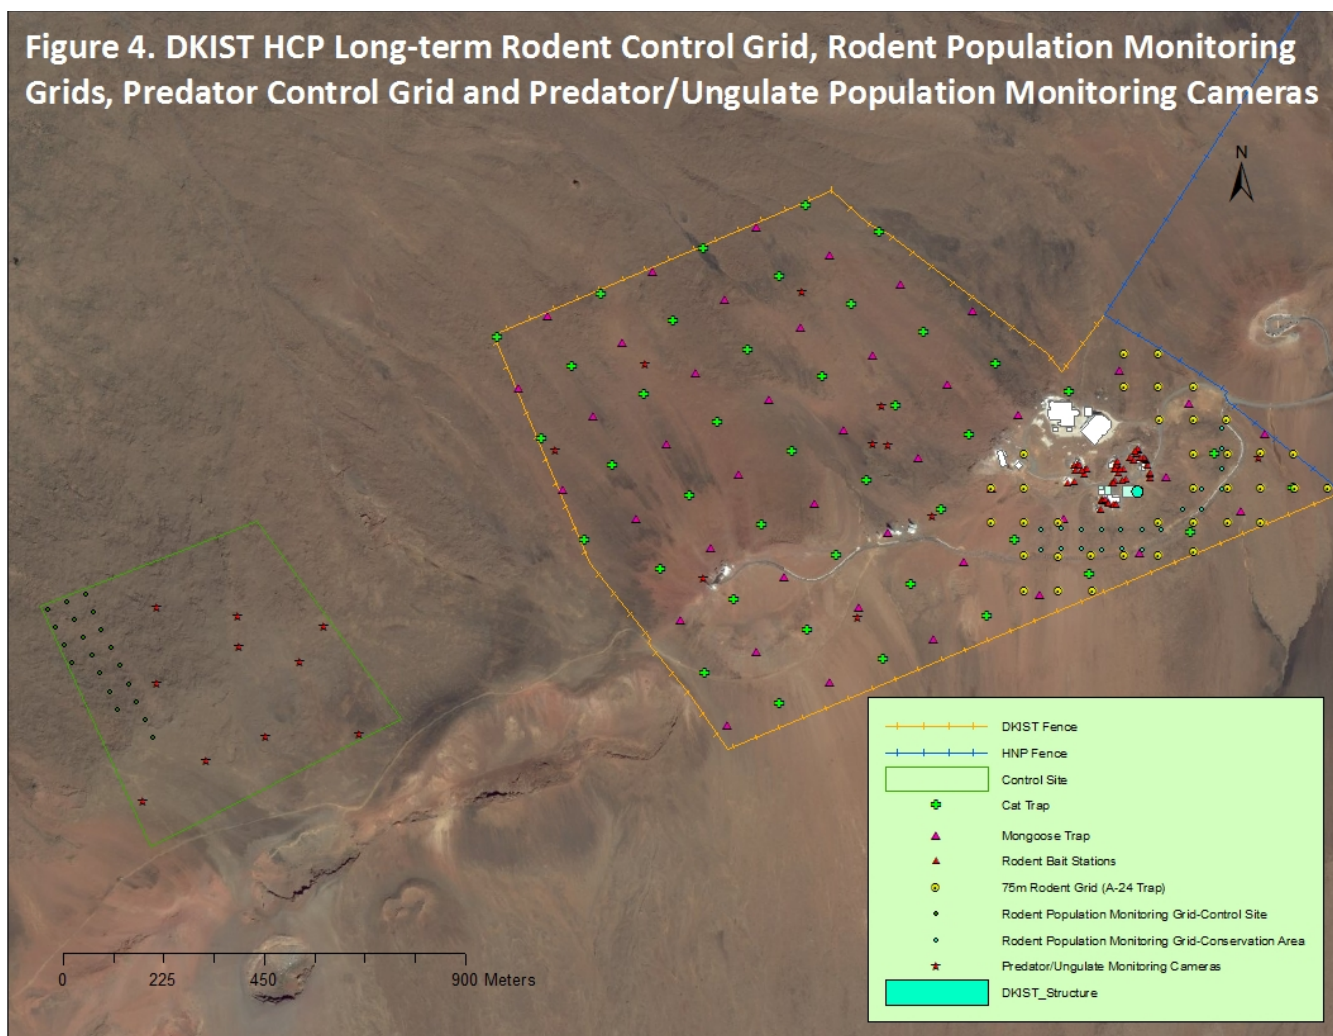 Figure 4. DKIST HCP Long-term Rodent Control Grid, Rodent Population Monitoring
Grids, Predator Control Grid and Predator/Ungulate Population Monitoring Cameras
N
DKIST Fence
HNP Fence
Control Site
Cat Trap
Mongoose Trap
Rodent Bait Stations
75m Rodent Grid (A-24 Trap)
Rodent Population Monitoring Grid-Control Site
Rodent Population Monitoring Grid-Conservation Area
Predator/Ungulate Monitoring Cameras
DKIST_Structure
0 225 450 900 Meters